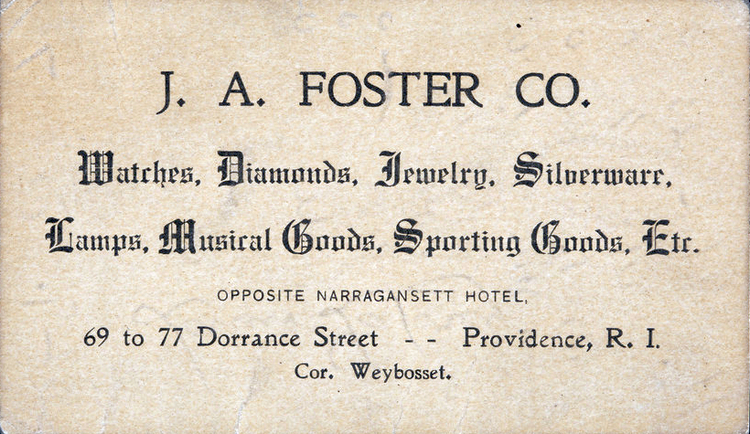 J. A. FOSTER CO.
Watches, Diamonds, Jewelry, Silverware,
Lamps, Musical Goods, Sporting Goods, Etc.
OPPOSITE NARRAGANSETT HOTEL,
69 to 77 Dorrance Street - - Providence, R. I.
Cor. Weybosset.